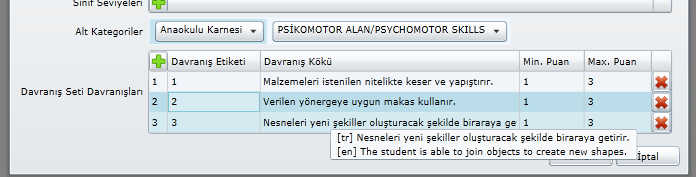 Sınıf Seviyeleri
Alt Kategoriler Anaokulu Karnesi PSİKOMOTOR ALAN/PSYCHOMOTOR SKILLS
Davranış Etiketi Davranış Kökü Min. Puan Max. Puan
1 1 Malzemeleri istenilen nitelikte keser ve yapıştırır. 1 3
Davranış Seti Davranışları
2 2 Verilen yönergeye uygun makas kullanır. 1 3
3 3 Nesneleri yeni şekiller oluşturacak şekilde biraraya ge 1 3
[tr] Nesneleri yeni şekiller oluşturacak şekilde biraraya getirir.
[en] The student is able to join objects to create new shapes.
İptal